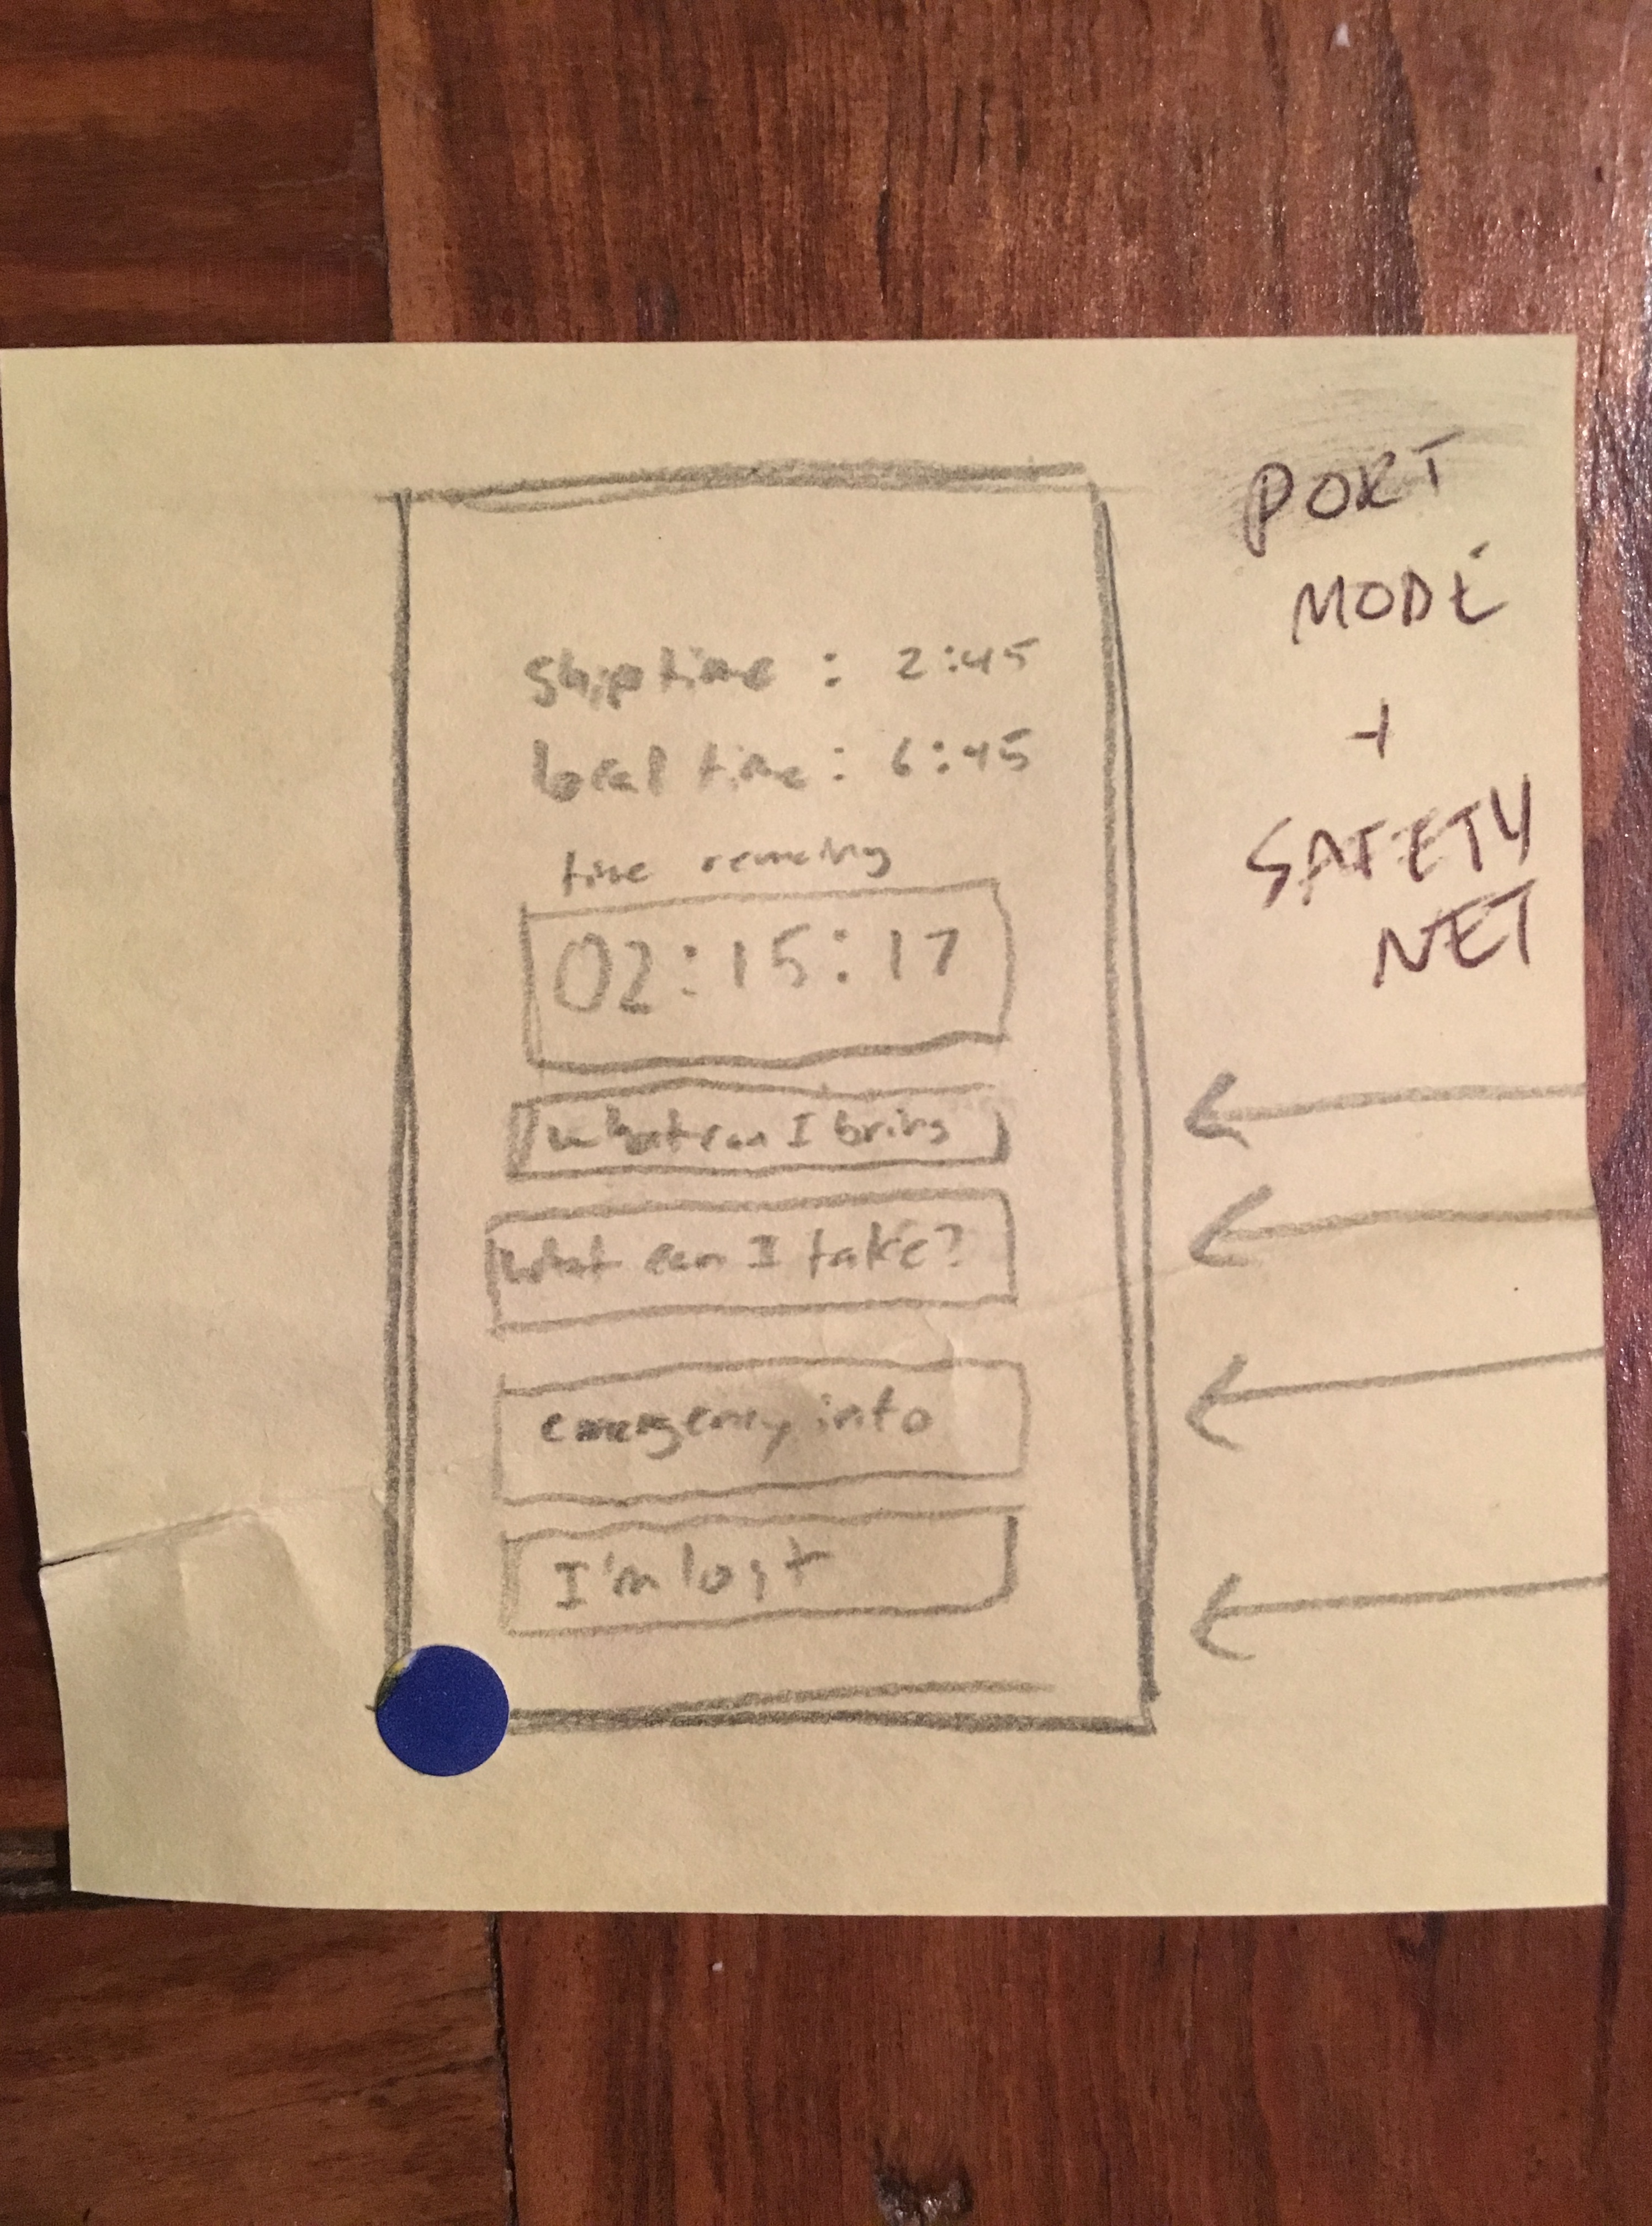 PORT
MODE
+
SAFETY
NET
Ship time : 2:45
local time : 6:45
time remaining
02:15:17
what can I bring
What can I take?
emergency info
I'm lost